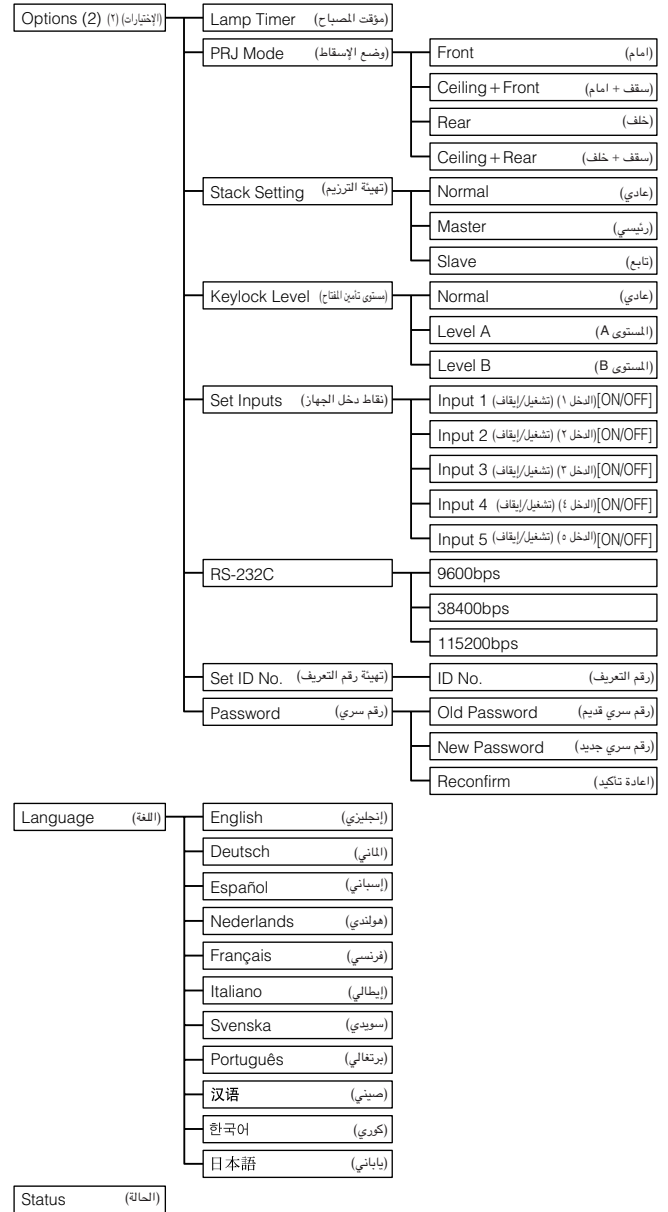 Options (2) (الإختيارات) (٢)
Lamp Timer (مؤقت المصباح)
PRJ Mode (وضع الإسقاط)
Front (امام)
Ceiling+Front (سقف + امام)
Rear (خلف)
Ceiling+Rear (سقف + خلف)
Stack Setting (تهيئة الترزيم)
Normal (عادي)
Master (رئيسي)
Slave (تابع)
Keylock Level (مستوى تأمين المفتاح)
Normal (عادي)
Level A (المستوى A)
Level B (المستوى B)
Set Inputs (نقاط دخل الجهاز)
Input 1 (الدخل ١) (تشغيل/إيقاف)[ON/OFF]
Input 2 (الدخل ٢) (تشغيل/إيقاف)[ON/OFF]
Input 3 (الدخل ٣) (تشغيل/إيقاف)[ON/OFF]
Input 4 (الدخل ٤) (تشغيل/إيقاف)[ON/OFF]
Input 5 (الدخل ٥) (تشغيل/إيقاف)[ON/OFF]
RS-232C
9600bps
38400bps
115200bps
Set ID No. (تهيئة رقم التعريف)
ID No. (رقم التعريف)
Password (رقم سري)
Old Password (رقم سري قديم)
New Password (رقم سري جديد)
Reconfirm (اعادة تاكيد)
Language (اللغة)
English (إنجليزي)
Deutsch (الماني)
Español (إسباني)
Nederlands (هولندي)
Français (فرنسي)
Italiano (إيطالي)
Svenska (سويدي)
Português (برتغالي)
汉语 (صيني)
한국어 (كوري)
日本語 (ياباني)
Status (الحالة)